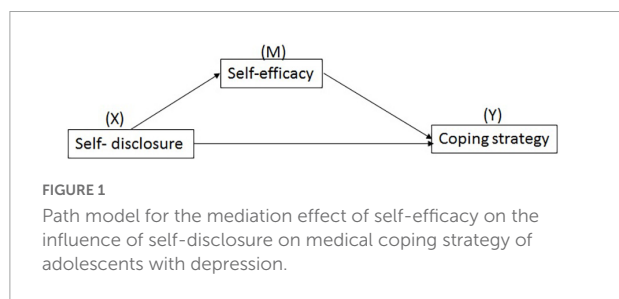 (M)
Self-efficacy
(X)
Self- disclosure
(Y)
Coping strategy
FIGURE 1
Path model for the mediation effect of self-efficacy on the
influence of self-disclosure on medical coping strategy of
adolescents with depression.